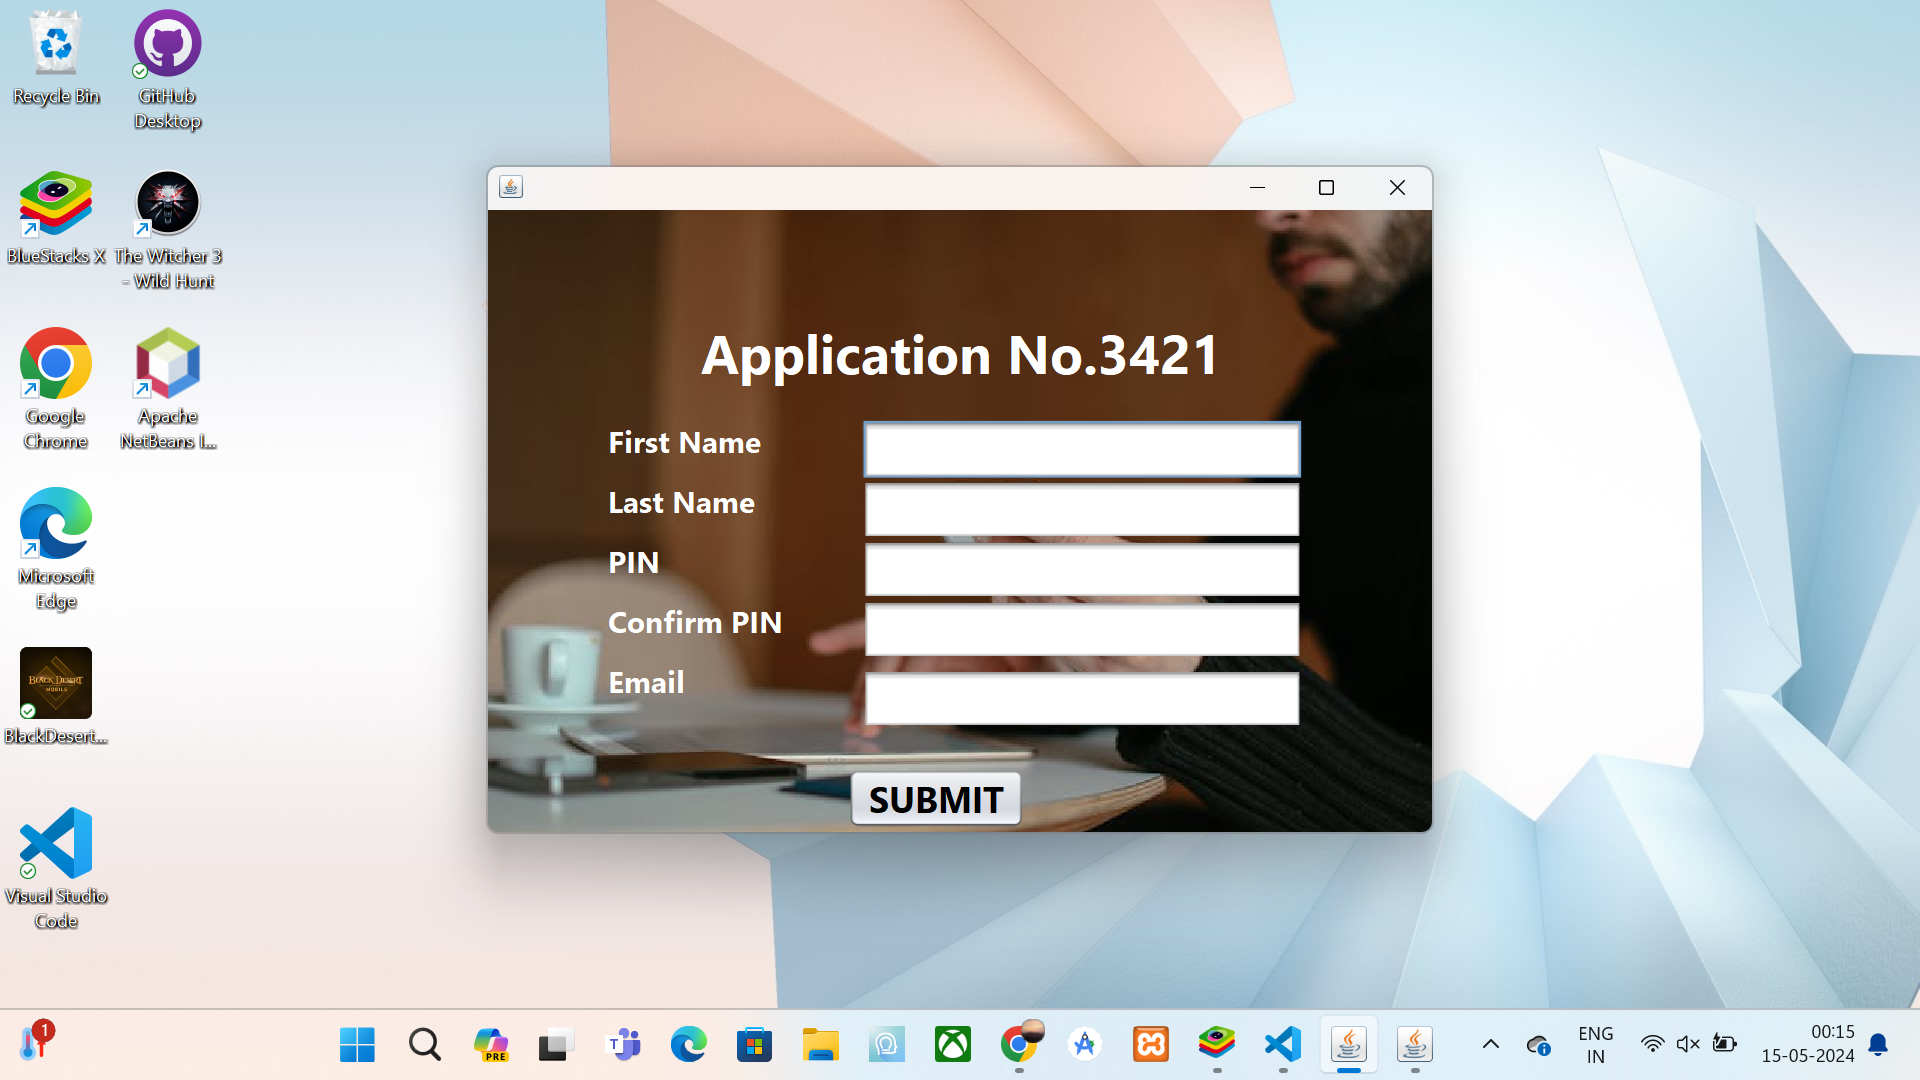 Recycle Bin
GitHub
Desktop
BlueStacks X
The Witcher 3
- Wild Hunt
Google
Chrome
Apache
NetBeans I...
Microsoft
Edge
BLACK DESERT
MOBILE
BlackDesert...
Visual Studio
Code
Application No.3421
First Name
Last Name
PIN
Confirm PIN
Email
SUBMIT
1
PRE
T
ENG
IN
00:15
15-05-2024